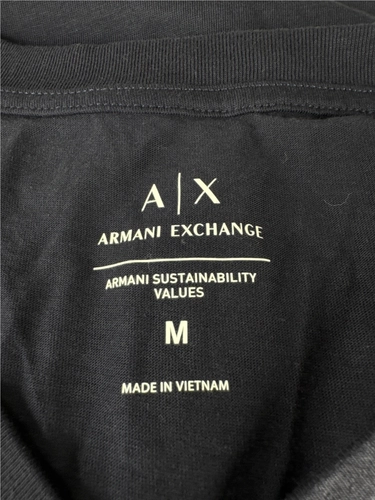 A|X
ARMANI EXCHANGE
ARMANI SUSTAINABILITY
VALUES
M
MADE IN VIETNAM